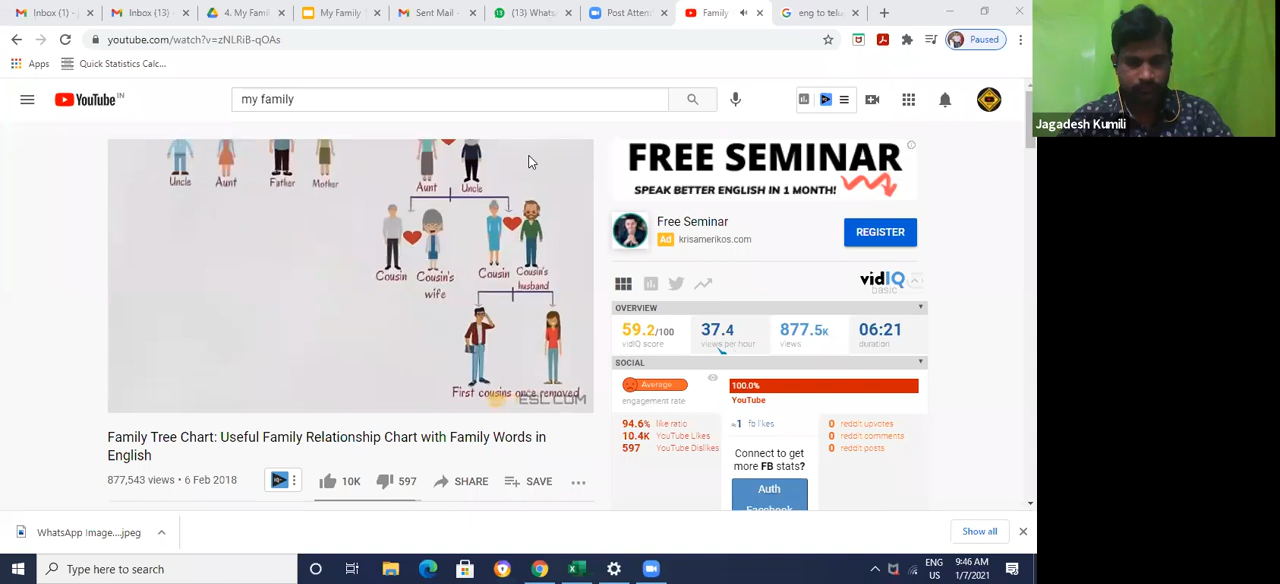 Inbox (1) - j
Inbox (13) -
4. My Famil
My Family
Sent Mail -
(13) Whats
Post Atten
Family
eng to telu
youtube.com/watch?v=zNLRiB-qOAs
Paused
Apps
Quick Statistics Calc...
YouTube IN
my family
Jagadesh Kumili
Uncle Aunt Father Mother
Aunt Uncle
Cousin Cousin's wife
Cousin Cousin's husband
First cousins once removed
ESL.COM
FREE SEMINAR
SPEAK BETTER ENGLISH IN 1 MONTH!
Free Seminar
Ad krisamerikos.com
REGISTER
vidIQ
basic
OVERVIEW
59.2/100
vidIQ score
37.4
views per hour
877.5K
views
06:21
duration
SOCIAL
Average
engagement rate
100.0%
YouTube
94.6% like ratio
10.4K YouTube Likes
597 YouTube Dislikes
1 fb likes
Connect to get
more FB stats?
Auth
Facebook
0 reddit upvotes
0 reddit comments
0 reddit posts
Family Tree Chart: Useful Family Relationship Chart with Family Words in
English
877,543 views • 6 Feb 2018
10K
597
SHARE
SAVE
WhatsApp Image....jpeg
Show all
Type here to search
ENG
US
9:46 AM
1/7/2021